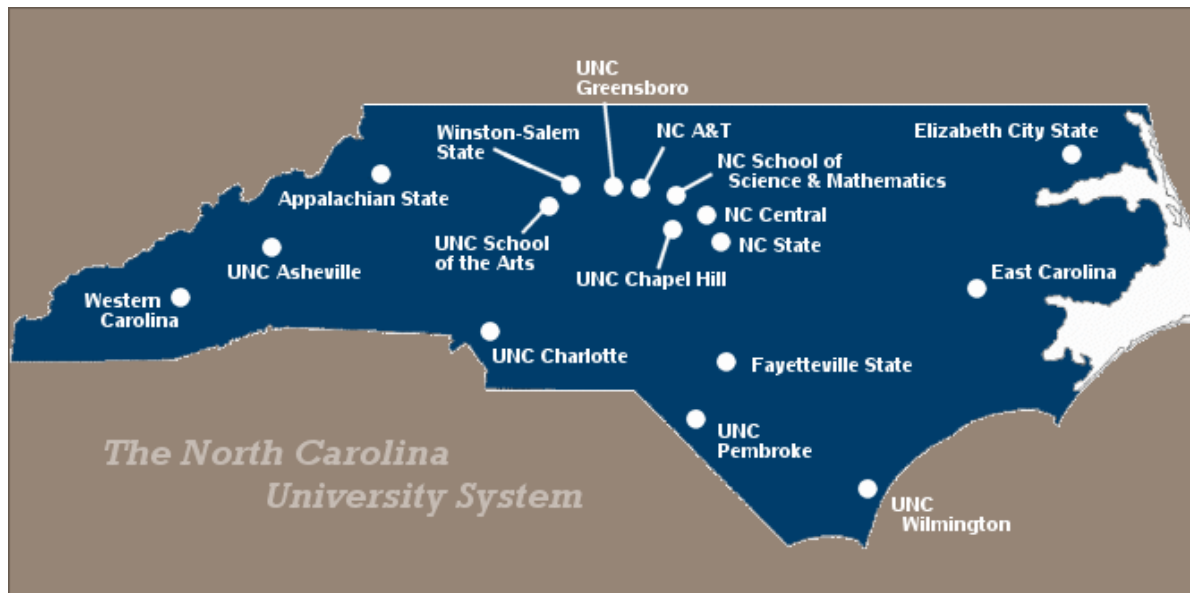 UNC
Greensboro
Winston-Salem
State
NC A&T
Elizabeth City State
NC School of
Science & Mathematics
Appalachian State
NC Central
UNC School
of the Arts
NC State
UNC Asheville
UNC Chapel Hill
East Carolina
Western
Carolina
UNC Charlotte
Fayetteville State
UNC
Pembroke
The North Carolina
University System
UNC
Wilmington